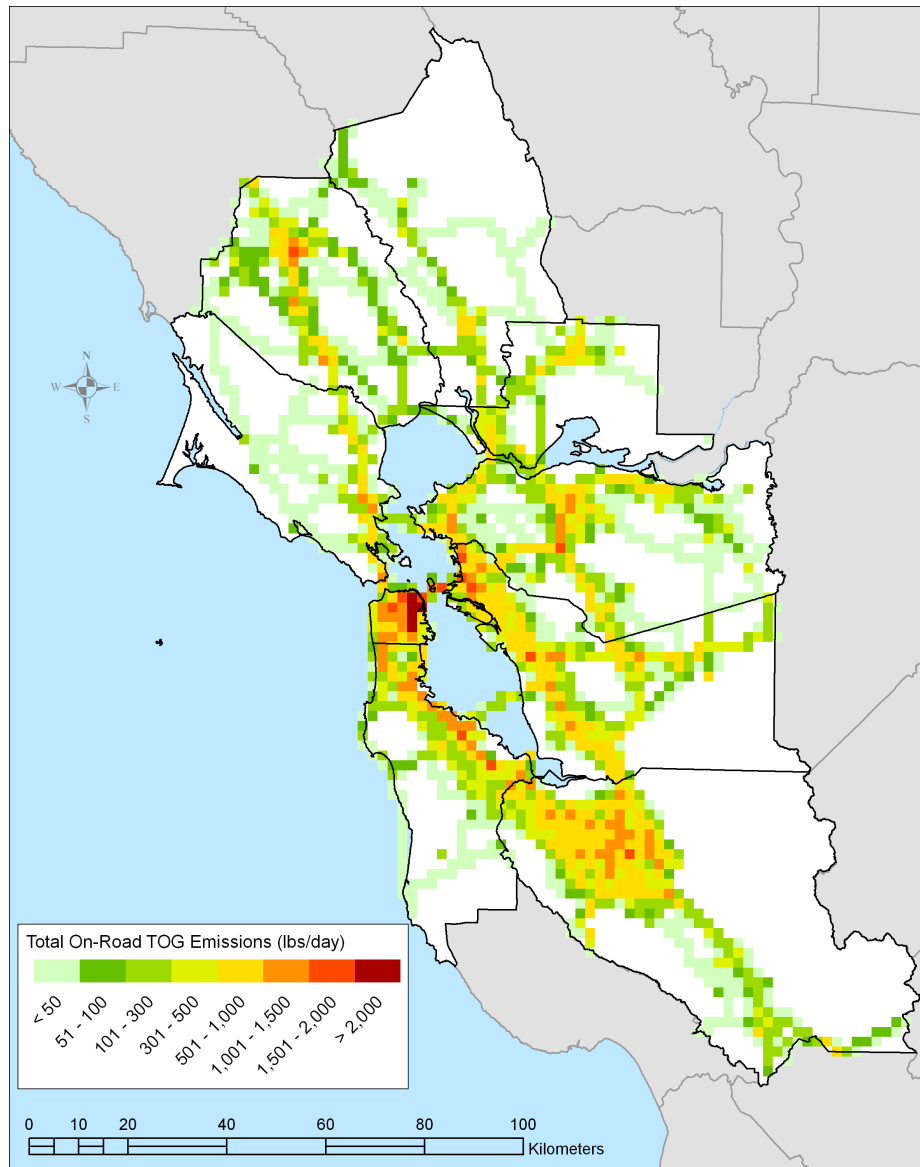 N
W E
S
Total On-Road TOG Emissions (lbs/day)
< 50
51 - 100
101 - 300
301 - 500
501 - 1,000
1,001 - 1,500
1,501 - 2,000
> 2,000
0 10 20 40 60 80 100
Kilometers